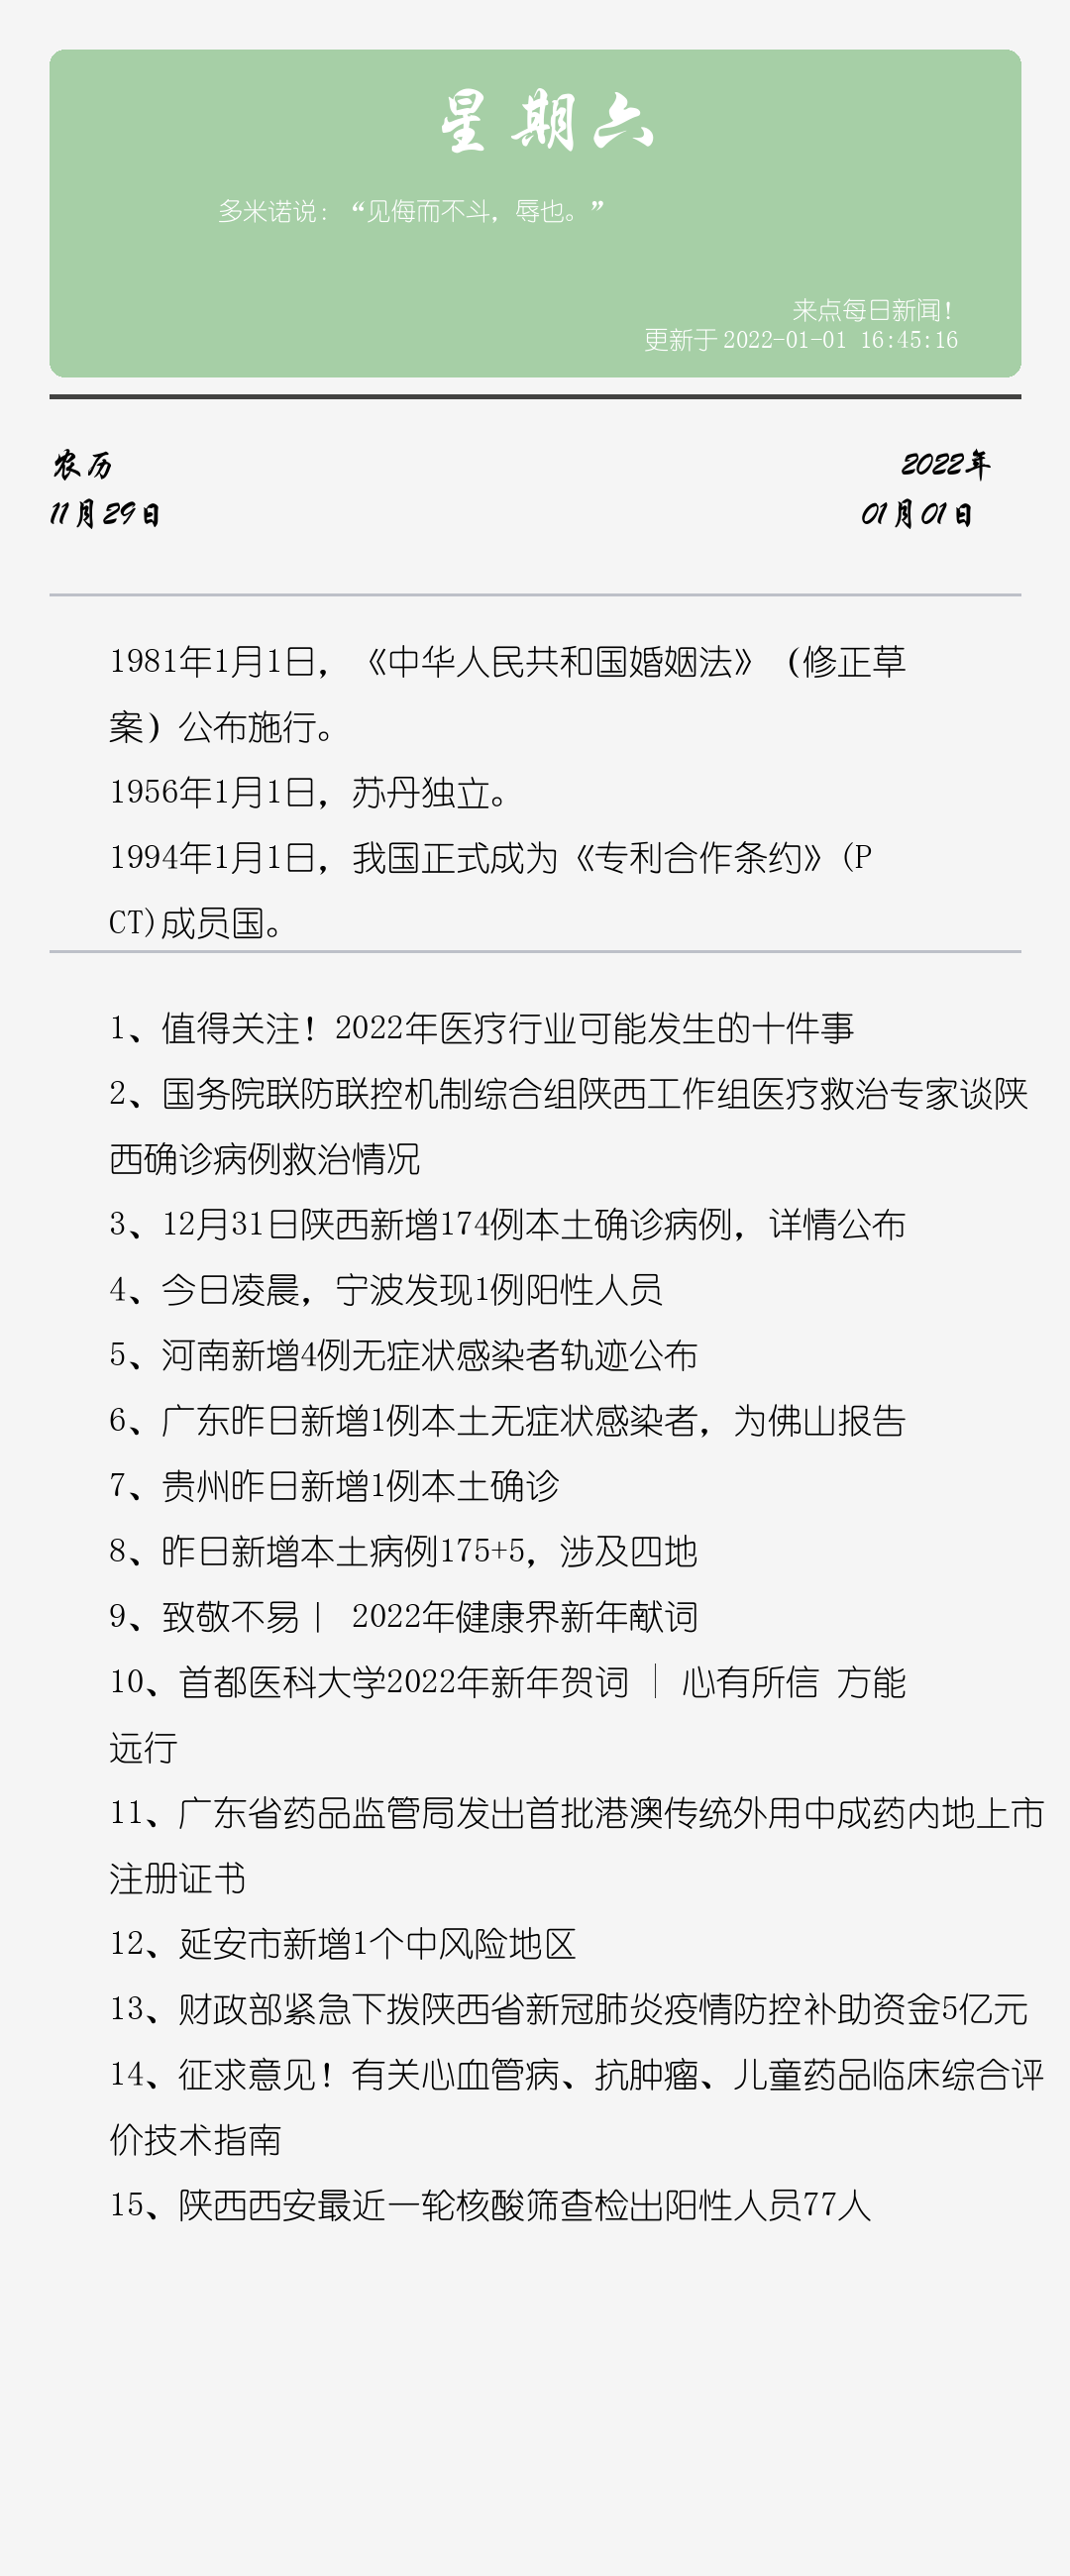 星期六
多米诺说：“见侮而不斗，辱也。”
来点每日新闻！
更新于 2022-01-01 16:45:16
农历
2022年
11月29日
01月01日
1981年1月1日，《中华人民共和国婚姻法》（修正草
案）公布施行。
1956年1月1日，苏丹独立。
1994年1月1日，我国正式成为《专利合作条约》(P
CT)成员国。
1、值得关注！2022年医疗行业可能发生的十件事
2、国务院联防联控机制综合组陕西工作组医疗救治专家谈陕
西确诊病例救治情况
3、12月31日陕西新增174例本土确诊病例，详情公布
4、今日凌晨，宁波发现1例阳性人员
5、河南新增4例无症状感染者轨迹公布
6、广东昨日新增1例本土无症状感染者，为佛山报告
7、贵州昨日新增1例本土确诊
8、昨日新增本土病例175+5，涉及四地
9、致敬不易丨 2022年健康界新年献词
10、首都医科大学2022年新年贺词 │ 心有所信 方能
远行
11、广东省药品监管局发出首批港澳传统外用中成药内地上市
注册证书
12、延安市新增1个中风险地区
13、财政部紧急下拨陕西省新冠肺炎疫情防控补助资金5亿元
14、征求意见！有关心血管病、抗肿瘤、儿童药品临床综合评
价技术指南
15、陕西西安最近一轮核酸筛查检出阳性人员77人